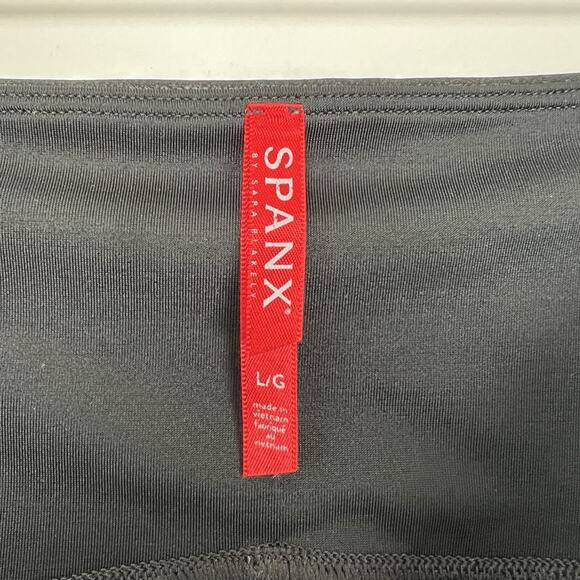 SPANX®
BY SARA BLAKELY
L/G
made in
vietnam
fabriqué
au
vietnam